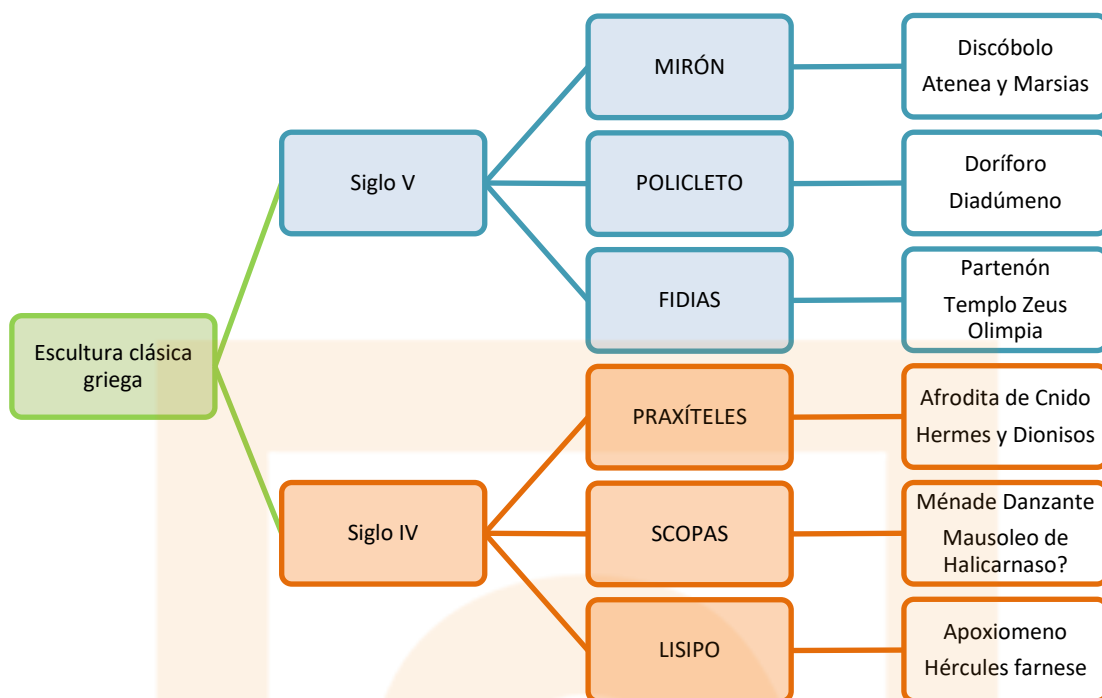 Escultura clásica
griega
Siglo V
MIRÓN
Discóbolo
Atenea y Marsias
POLICLETO
Doríforo
Diadúmeno
FIDIAS
Partenón
Templo Zeus
Olimpia
Siglo IV
PRAXÍTELES
Afrodita de Cnido
Hermes y Dionisos
SCOPAS
Ménade Danzante
Mausoleo de
Halicarnaso?
LISIPO
Apoxiomeno
Hércules farnese